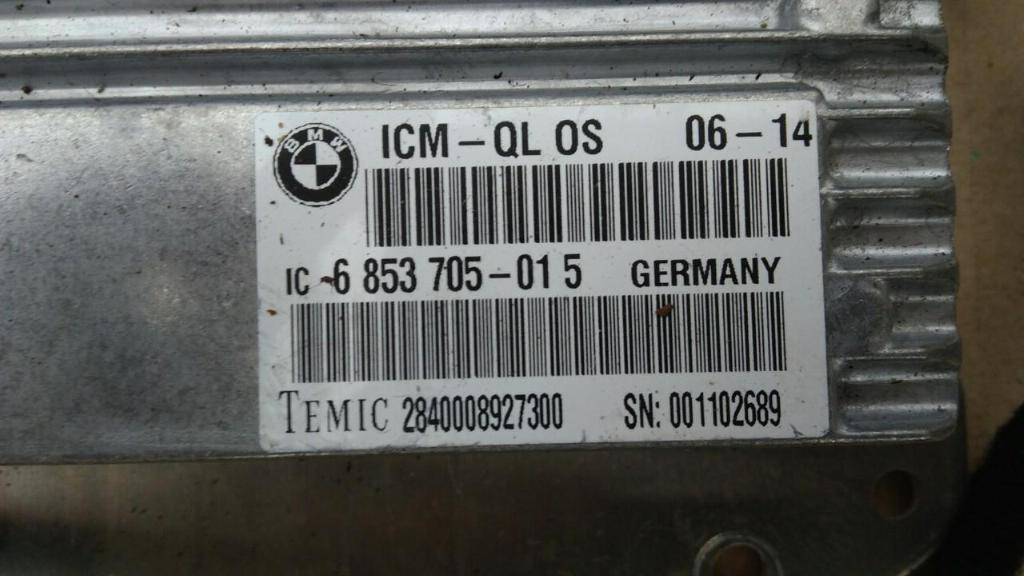 BMW
ICM – QL OS 06 – 14
IC 6 853 705 – 01 5 GERMANY
TEMIC 2840008927300 SN: 001102689